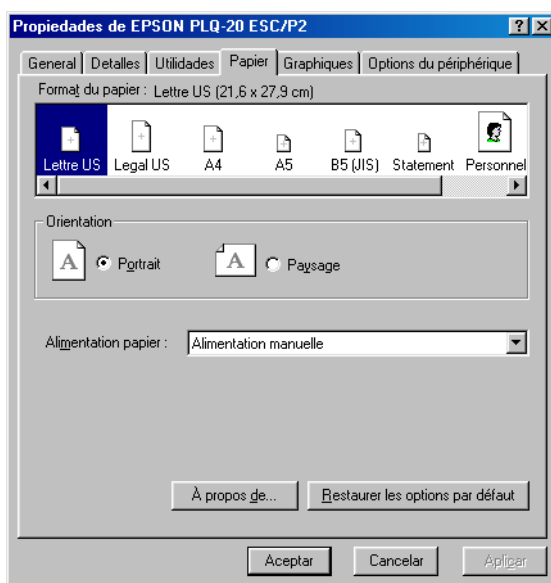 Propiedades de EPSON PLQ-20 ESC/P2
General Detalles Utilidades Papier Graphiques Options du périphérique
Format du papier : Lettre US (21,6 x 27,9 cm)
Lettre US Legal US A4 A5 B5 (JIS) Statement Personnel
Orientation
A Portrait A Paysage
Alimentation papier : Alimentation manuelle
À propos de... Restaurer les options par défaut
Aceptar Cancelar Aplicar